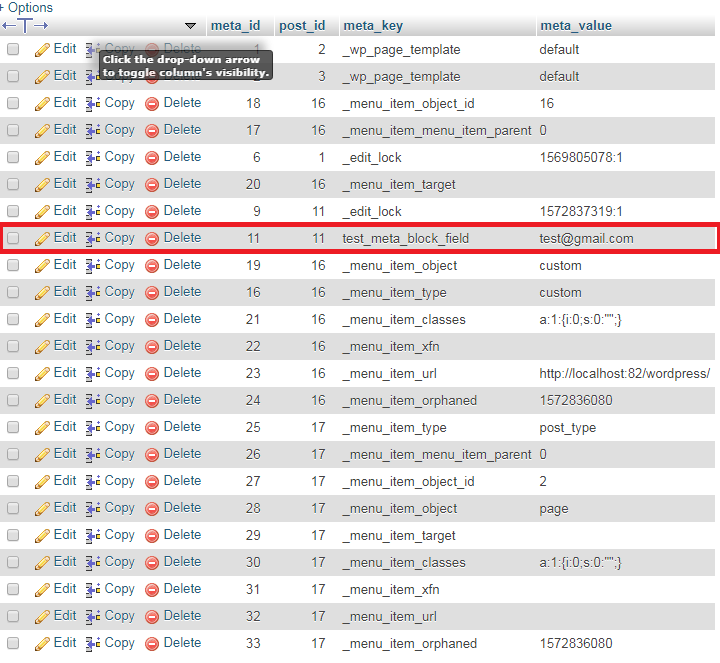 + Options
meta_id post_id meta_key meta_value
Edit Copy Delete 1 2 _wp_page_template default
Click the drop-down arrow
to toggle column's visibility.
Edit Copy Delete 3 _wp_page_template default
Edit Copy Delete 18 16 _menu_item_object_id 16
Edit Copy Delete 17 16 _menu_item_menu_item_parent 0
Edit Copy Delete 6 1 _edit_lock 1569805078:1
Edit Copy Delete 20 16 _menu_item_target
Edit Copy Delete 9 11 _edit_lock 1572837319:1
Edit Copy Delete 11 11 test_meta_block_field test@gmail.com
Edit Copy Delete 19 16 _menu_item_object custom
Edit Copy Delete 16 16 _menu_item_type custom
Edit Copy Delete 21 16 _menu_item_classes a:1:{i:0;s:0:"";}
Edit Copy Delete 22 16 _menu_item_xfn
Edit Copy Delete 23 16 _menu_item_url http://localhost:82/wordpress/
Edit Copy Delete 24 16 _menu_item_orphaned 1572836080
Edit Copy Delete 25 17 _menu_item_type post_type
Edit Copy Delete 26 17 _menu_item_menu_item_parent 0
Edit Copy Delete 27 17 _menu_item_object_id 2
Edit Copy Delete 28 17 _menu_item_object page
Edit Copy Delete 29 17 _menu_item_target
Edit Copy Delete 30 17 _menu_item_classes a:1:{i:0;s:0:"";}
Edit Copy Delete 31 17 _menu_item_xfn
Edit Copy Delete 32 17 _menu_item_url
Edit Copy Delete 33 17 _menu_item_orphaned 1572836080